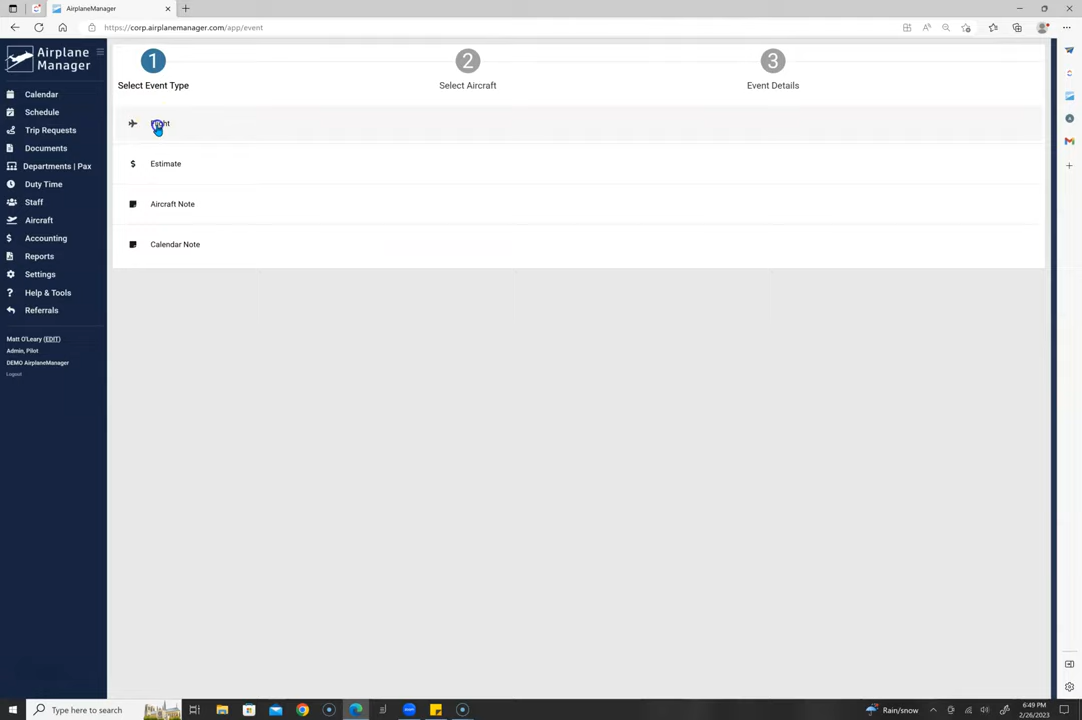 AirplaneManager
https://corp.airplanemanager.com/app/event
Airplane
Manager
Calendar
Schedule
Trip Requests
Documents
Departments | Pax
Duty Time
Staff
Aircraft
Accounting
Reports
Settings
Help & Tools
Referrals
Matt O'Leary (EDIT)
Admin, Pilot
DEMO AirplaneManager
Logout
1
Select Event Type
2
Select Aircraft
3
Event Details
Flight
Estimate
Aircraft Note
Calendar Note
Type here to search
Rain/snow
6:49 PM
2/26/2023